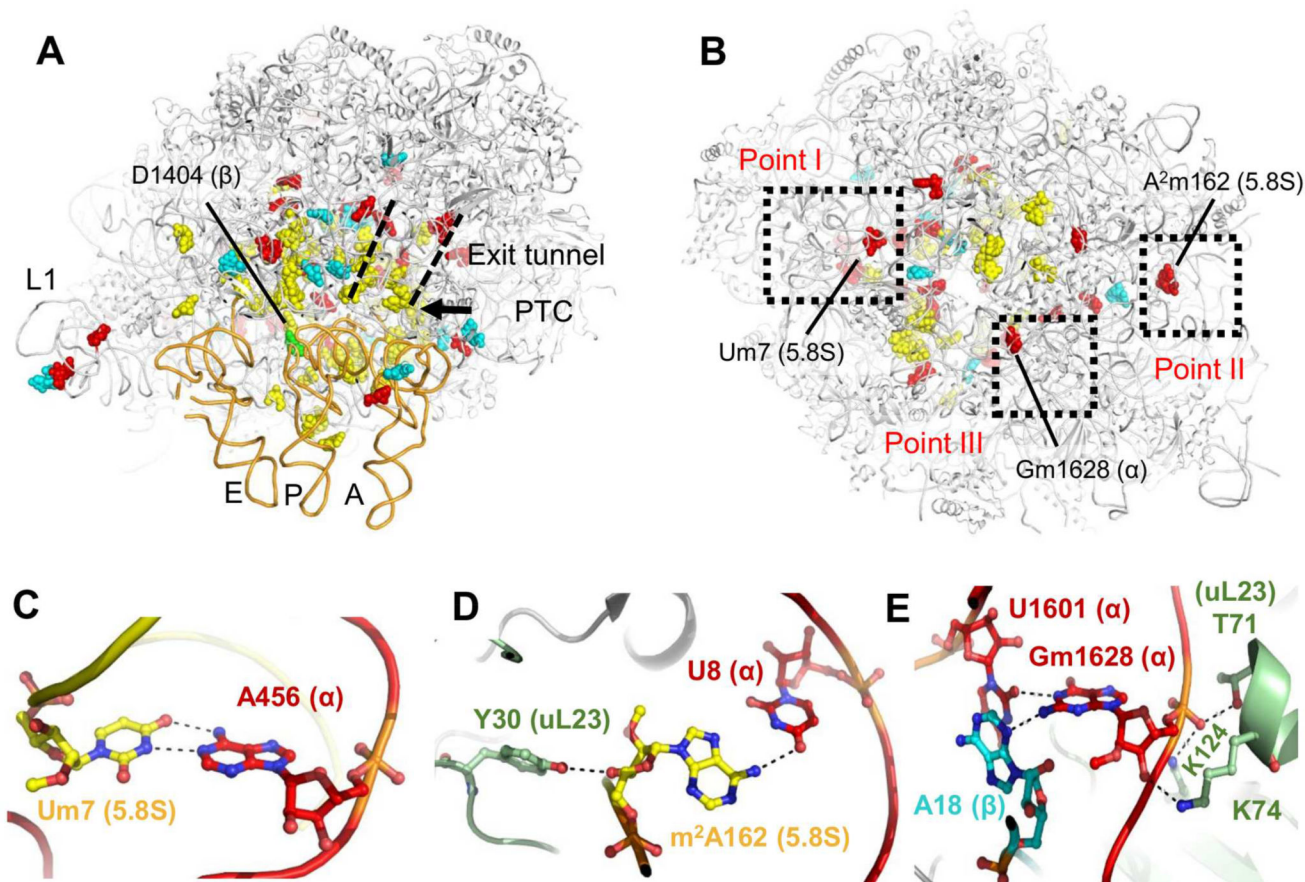 A
D1404 (β)
L1
Exit tunnel
PTC
E P A
B
Point I
A²m162 (5.8S)
Um7 (5.8S)
Point II
Point III
Gm1628 (α)
C
A456 (α)
Um7 (5.8S)
D
U8 (α)
Y30 (uL23)
m²A162 (5.8S)
E
U1601 (α)
(uL23)
T71
Gm1628 (α)
K124
A18 (β)
K74